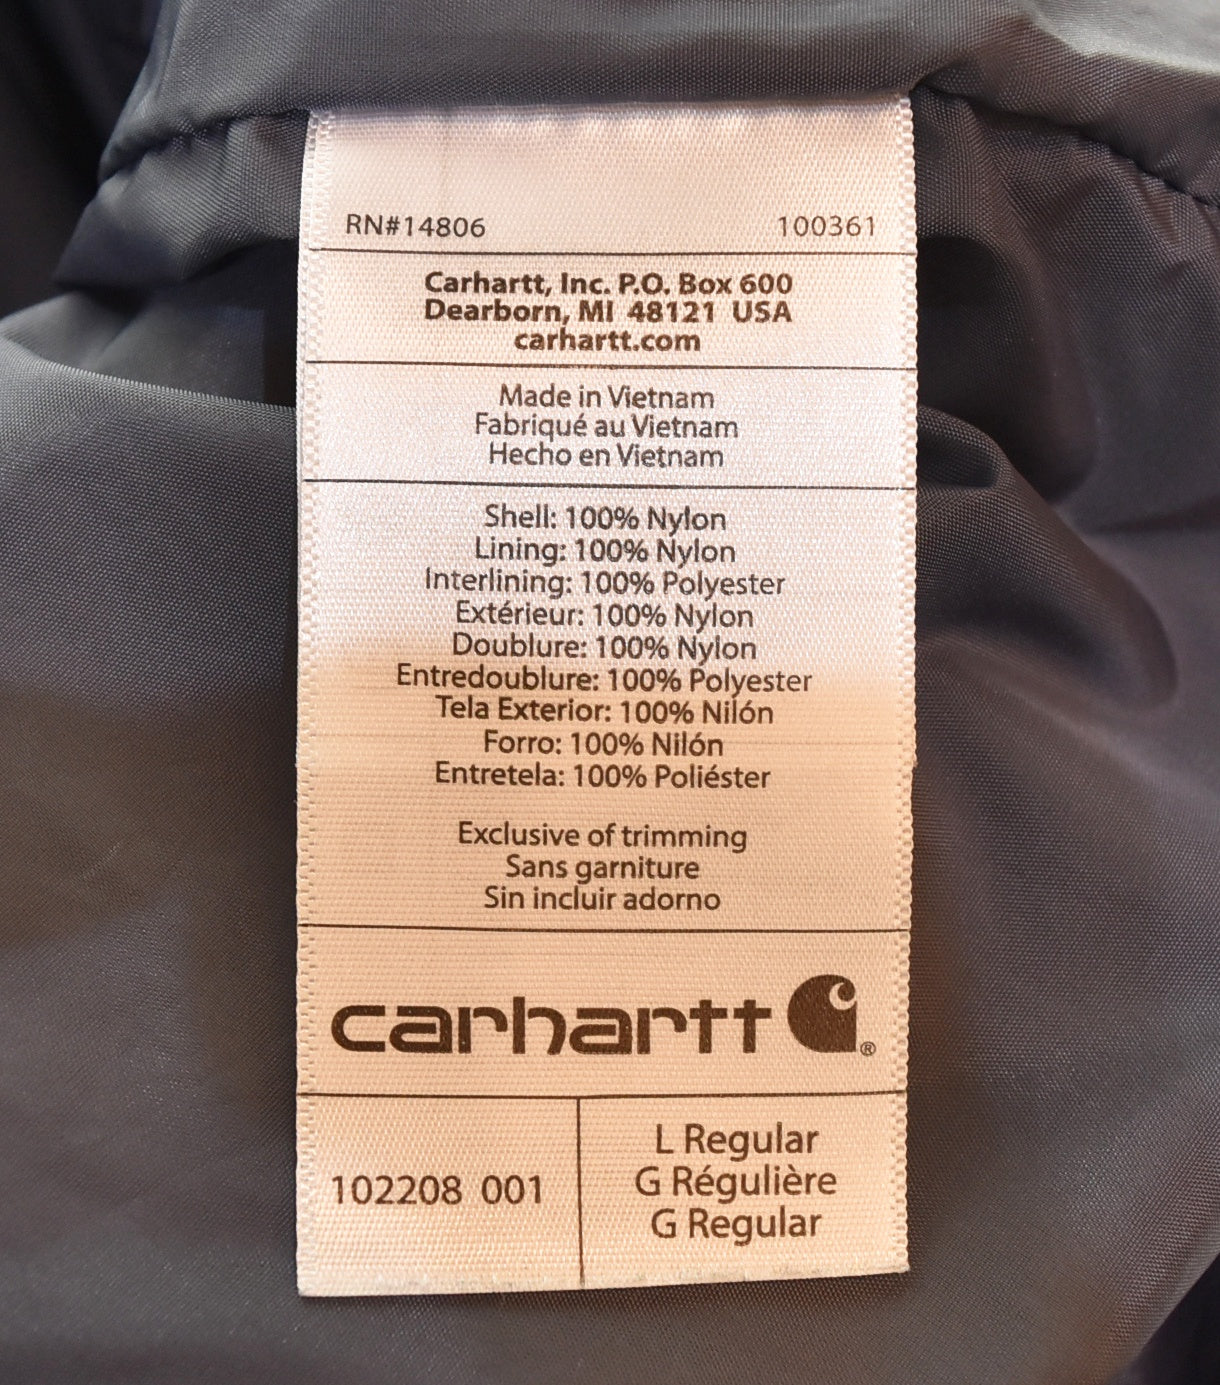 RN#14806 100361
Carhartt, Inc. P.O. Box 600
Dearborn, MI 48121 USA
carhartt.com
Made in Vietnam
Fabriqué au Vietnam
Hecho en Vietnam
Shell: 100% Nylon
Lining: 100% Nylon
Interlining: 100% Polyester
Extérieur: 100% Nylon
Doublure: 100% Nylon
Entredoublure: 100% Polyester
Tela Exterior: 100% Nilón
Forro: 100% Nilón
Entretela: 100% Poliéster
Exclusive of trimming
Sans garniture
Sin incluir adorno
carhartt ®
102208 001
L Regular
G Régulière
G Regular